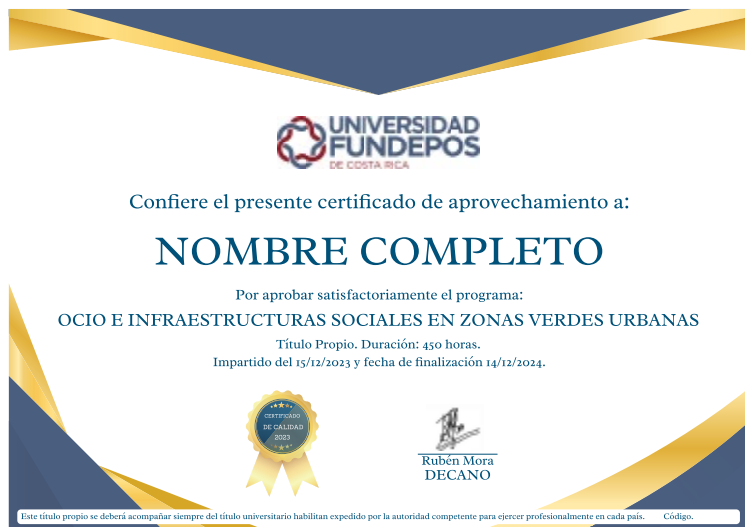 UNIVERSIDAD
FUNDEPOS
DE COSTA RICA
Confiere el presente certificado de aprovechamiento a:
NOMBRE COMPLETO
Por aprobar satisfactoriamente el programa:
OCIO E INFRAESTRUCTURAS SOCIALES EN ZONAS VERDES URBANAS
Título Propio. Duración: 450 horas.
Impartido del 15/12/2023 y fecha de finalización 14/12/2024.
CERTIFICADO
DE CALIDAD
2023
Rubén Mora
DECANO
Este título propio se deberá acompañar siempre del título universitario habilitan expedido por la autoridad competente para ejercer profesionalmente en cada país. Código.